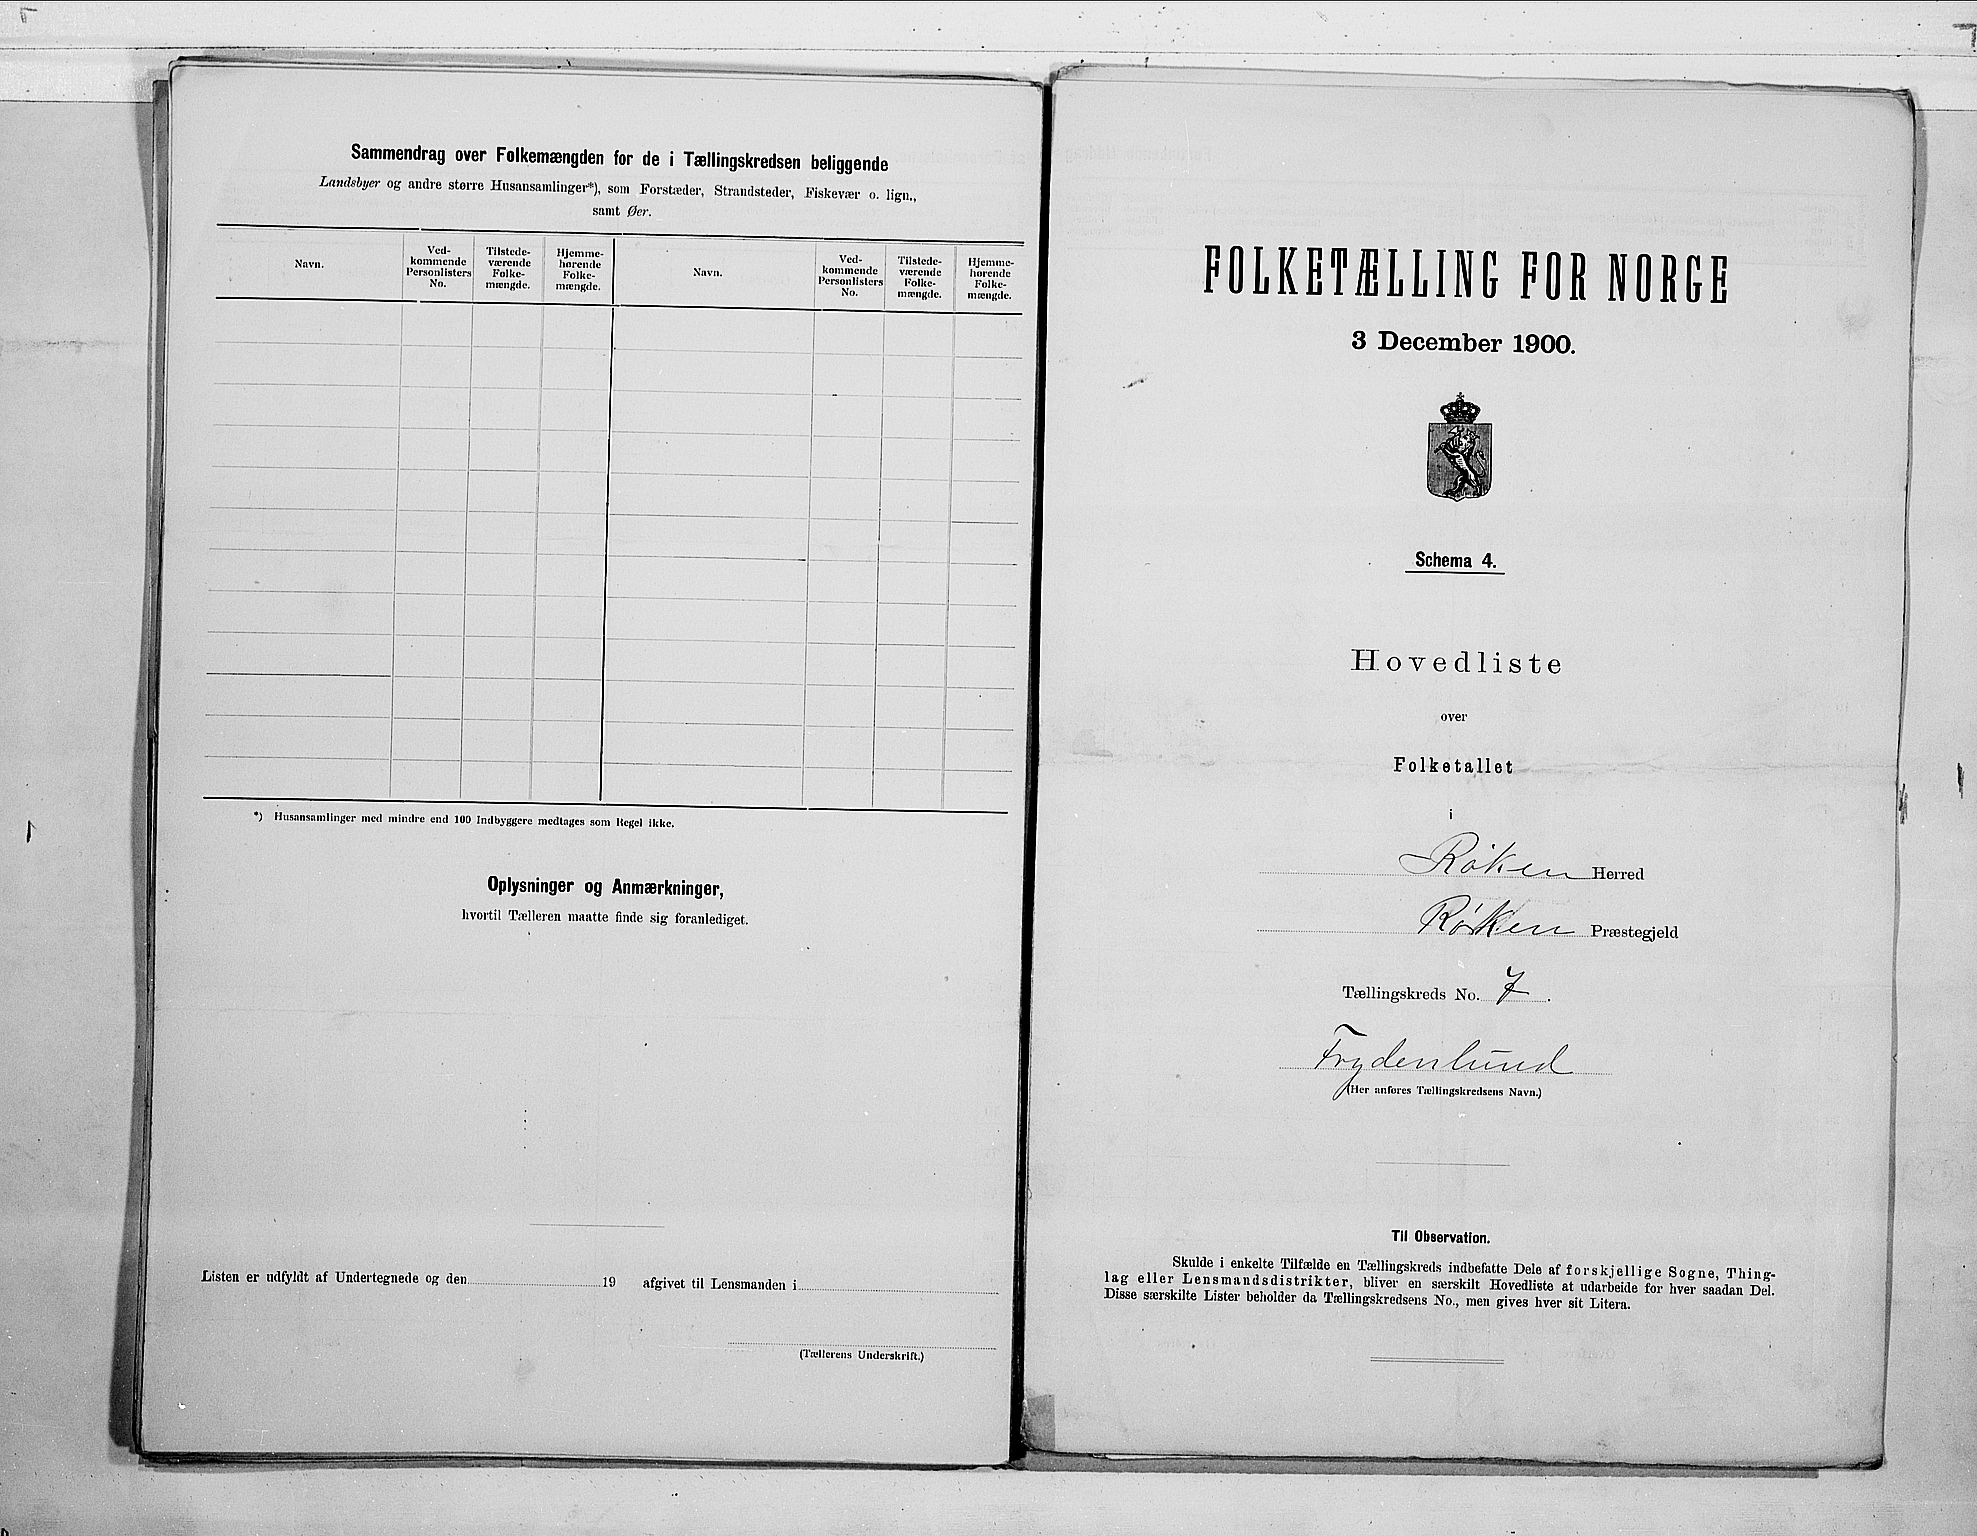 Sammendrag over Folkemængden for de i Tællingskredsen beliggende
Landsbyer og andre større Husansamlinger*), som Forstæder, Strandsteder, Fiskevær o. lign.,
samt Øer.
Navn.
Ved-
kommende
Personlisters
No.
Tilstede-
værende
Folke-
mængde.
Hjemme-
hørende
Folke-
mængde.
Navn.
Ved-
kommende
Personlisters
No.
Tilstede-
værende
Folke-
mængde.
Hjemme-
hørende
Folke-
mængde.
*) Husansamlinger med mindre end 100 Indbyggere medtages som Regel ikke.
Oplysninger og Anmærkninger,
hvortil Tælleren maatte finde sig foranlediget.
Listen er udfyldt af Undertegnede og den 19 afgivet til Lensmanden i
(Tællerens Underskrift.)
FOLKETÆLLING FOR NORGE
3 December 1900.
Schema 4.
Hovedliste
over
Folketallet
i
Røken Herred
Røken Præstegjeld
Tællingskreds No. 7.
Frydenlund
(Her anføres Tællingskredsens Navn.)
Til Observation.
Skulde i enkelte Tilfælde en Tællingskreds indbefatte Dele af forskjellige Sogne, Thing-
lag eller Lensmandsdistrikter, bliver en særskilt Hovedliste at udarbeide for hver saadan Del.
Disse særskilte Lister beholder da Tællingskredsens No., men gives hver sit Litera.